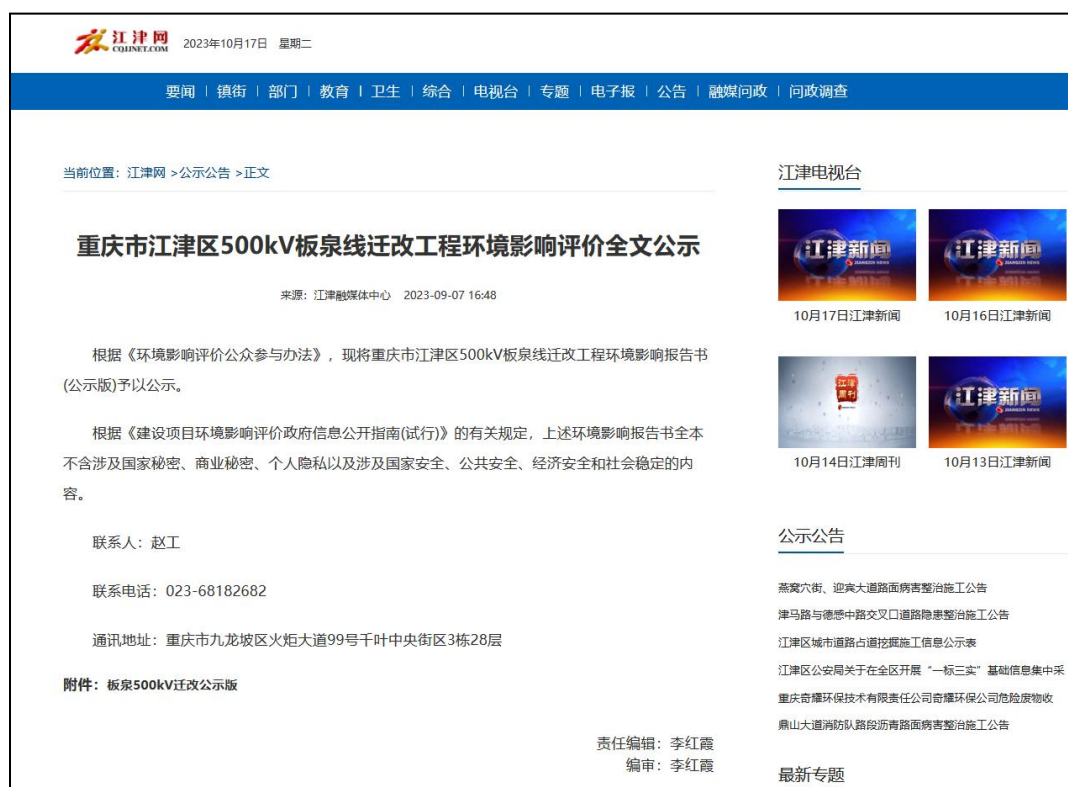 江津网
CQJJNET.COM
2023年10月17日 星期二
要闻 | 镇街 | 部门 | 教育 | 卫生 | 综合 | 电视台 | 专题 | 电子报 | 公告 | 融媒问政 | 问政调查
当前位置：江津网 >公示公告 >正文
重庆市江津区500kV板泉线迁改工程环境影响评价全文公示
来源：江津融媒体中心 2023-09-07 16:48
根据《环境影响评价公众参与办法》，现将重庆市江津区500kV板泉线迁改工程环境影响报告书
(公示版)予以公示。
根据《建设项目环境影响评价政府信息公开指南(试行)》的有关规定，上述环境影响报告书全本
不含涉及国家秘密、商业秘密、个人隐私以及涉及国家安全、公共安全、经济安全和社会稳定的内
容。
联系人：赵工
联系电话：023-68182682
通讯地址：重庆市九龙坡区火炬大道99号千叶中央街区3栋28层
附件：板泉500kV迁改公示版
责任编辑：李红霞
编审：李红霞
江津电视台
江津新闻
JIANGJIN NEWS
江津新闻
JIANGJIN NEWS
10月17日江津新闻
10月16日江津新闻
江津
周刊
江津新闻
JIANGJIN NEWS
10月14日江津周刊
10月13日江津新闻
公示公告
燕窝穴街、迎宾大道路面病害整治施工公告
津马路与德感中路交叉口道路隐患整治施工公告
江津区城市道路占道挖掘施工信息公示表
江津区公安局关于在全区开展“一标三实”基础信息集中采
重庆奇耀环保技术有限责任公司奇耀环保公司危险废物收
鼎山大道消防队路段沥青路面病害整治施工公告
最新专题